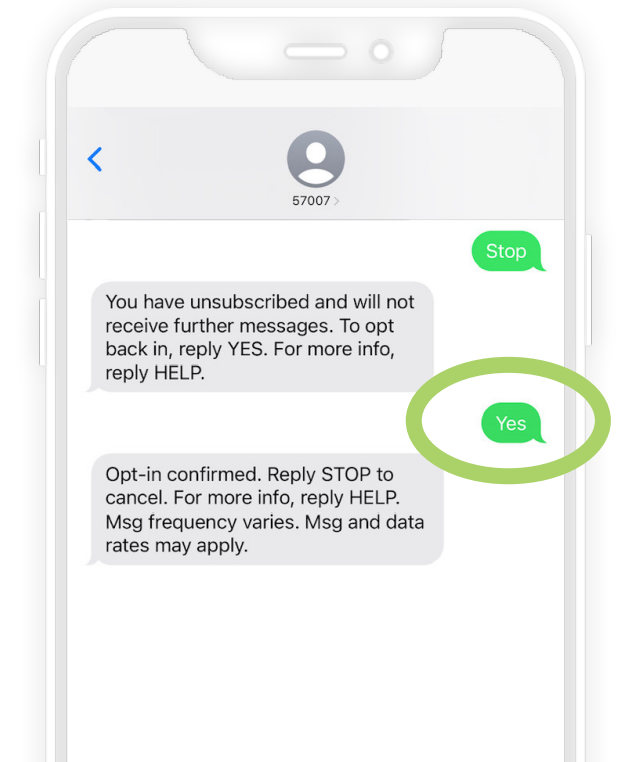 57007
Stop
You have unsubscribed and will not
receive further messages. To opt
back in, reply YES. For more info,
reply HELP.
Yes
Opt-in confirmed. Reply STOP to
cancel. For more info, reply HELP.
Msg frequency varies. Msg and data
rates may apply.